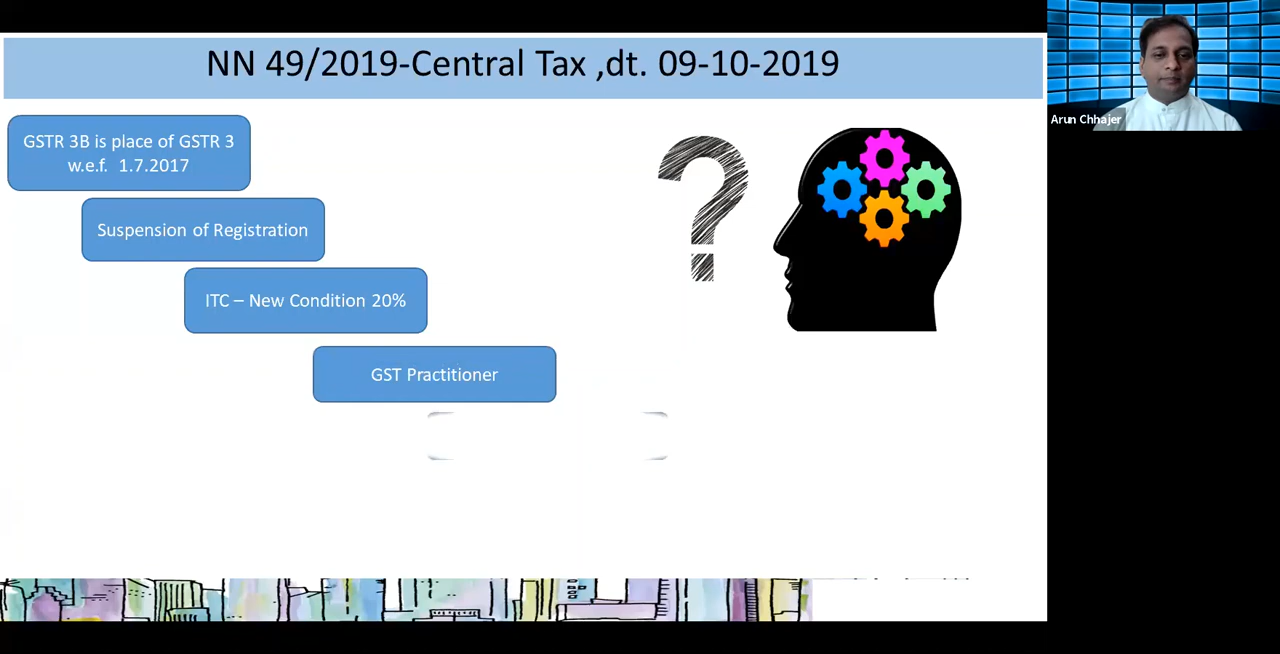 NN 49/2019-Central Tax ,dt. 09-10-2019
Arun Chhajer
GSTR 3B is place of GSTR 3
w.e.f. 1.7.2017
Suspension of Registration
ITC – New Condition 20%
GST Practitioner